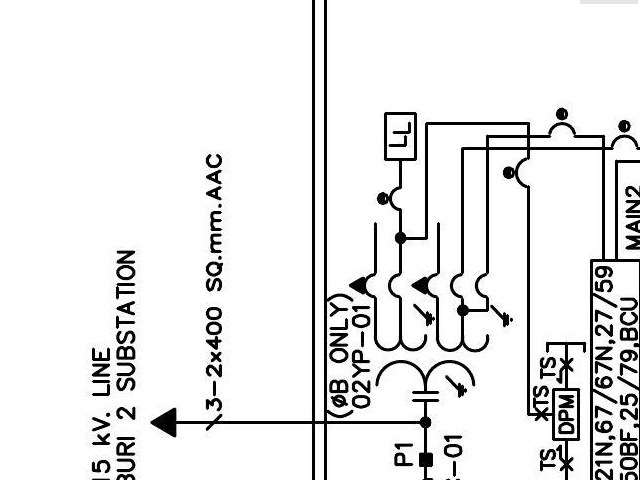 15 kV. LINE
BURI 2 SUBSTATION
3-2x400 SQ.mm.AAC
(øB ONLY)
02YP-01
LL
P1
-01
TS
TS
XTS
DPM
TS
21N,67/67N,27/59
50BF,25/79,BCU
MAIN2